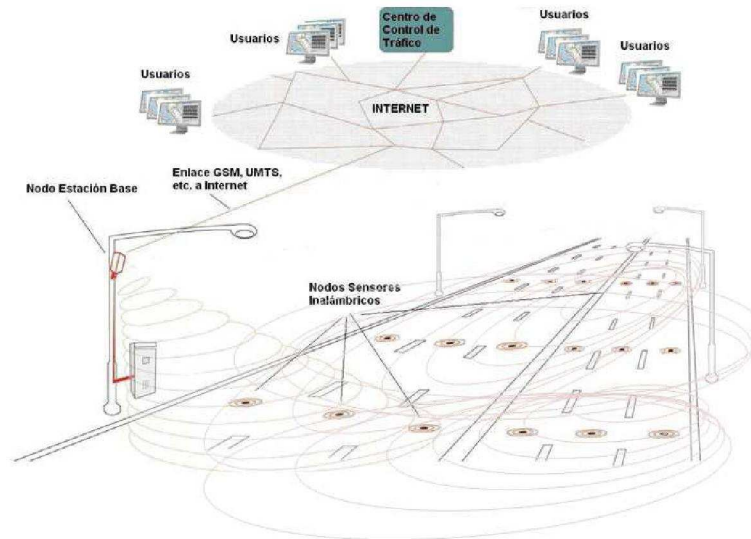 Centro de
Control de
Tráfico
Usuarios
Usuarios
Usuarios
Usuarios
INTERNET
Enlace GSM, UMTS,
etc. a Internet
Nodo Estación Base
Nodos Sensores
Inalámbricos